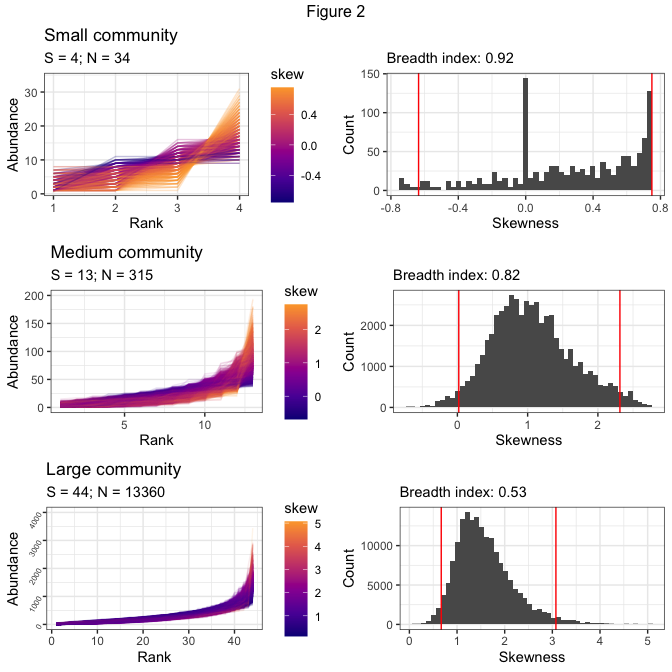 Figure 2
Small community
S = 4; N = 34
Abundance
30
20
10
0
1 2 3 4
Rank
skew
0.4
0.0
-0.4
Breadth index: 0.92
Count
150
100
50
0
-0.8 -0.4 0.0 0.4 0.8
Skewness
Medium community
S = 13; N = 315
Abundance
200
150
100
50
0
5 10
Rank
skew
2
1
0
Breadth index: 0.82
Count
2000
1000
0
0 1 2
Skewness
Large community
S = 44; N = 13360
Abundance
4000
3000
2000
1000
0
0 10 20 30 40
Rank
skew
5
4
3
2
1
Breadth index: 0.53
Count
10000
5000
0
0 1 2 3 4 5
Skewness